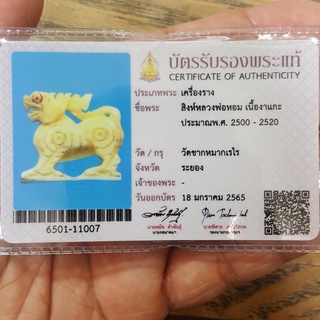 บัตรรับรองพระแท้
CERTIFICATE OF AUTHENTICITY
ประเภทพระ เครื่องราง
ชื่อพระ สิงห์หลวงพ่อหอม เนื้องาแกะ
ประมาณพ.ศ. 2500 - 2520
วัด / กรุ วัดชากหมากเรไร
จังหวัด ระยอง
เจ้าของพระ -
วันออกบัตร 18 มกราคม 2565
6501-11007